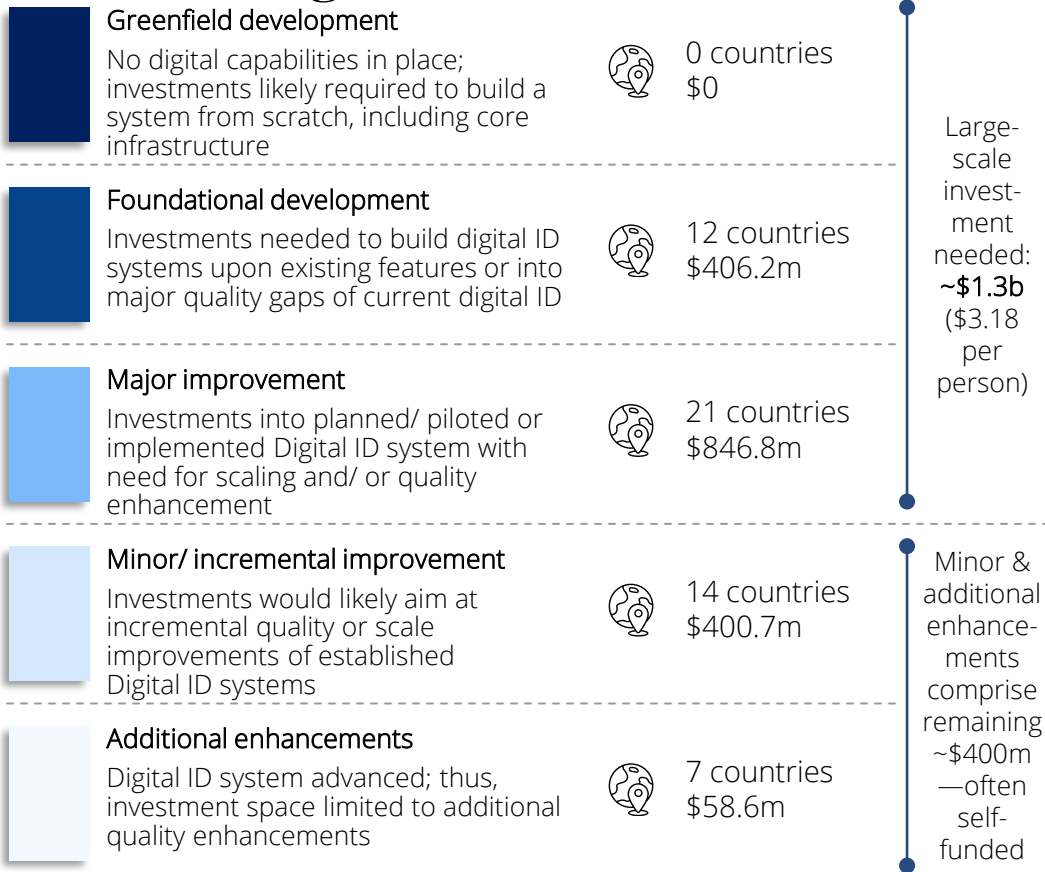 Greenfield development
No digital capabilities in place;
investments likely required to build a
system from scratch, including core
infrastructure
0 countries
$0
Foundational development
Investments needed to build digital ID
systems upon existing features or into
major quality gaps of current digital ID
12 countries
$406.2m
Major improvement
Investments into planned/ piloted or
implemented Digital ID system with
need for scaling and/ or quality
enhancement
21 countries
$846.8m
Large-
scale
invest-
ment
needed:
~$1.3b
($3.18
per
person)
Minor/ incremental improvement
Investments would likely aim at
incremental quality or scale
improvements of established
Digital ID systems
14 countries
$400.7m
Additional enhancements
Digital ID system advanced; thus,
investment space limited to additional
quality enhancements
7 countries
$58.6m
Minor &
additional
enhance-
ments
comprise
remaining
~$400m
—often
self-
funded